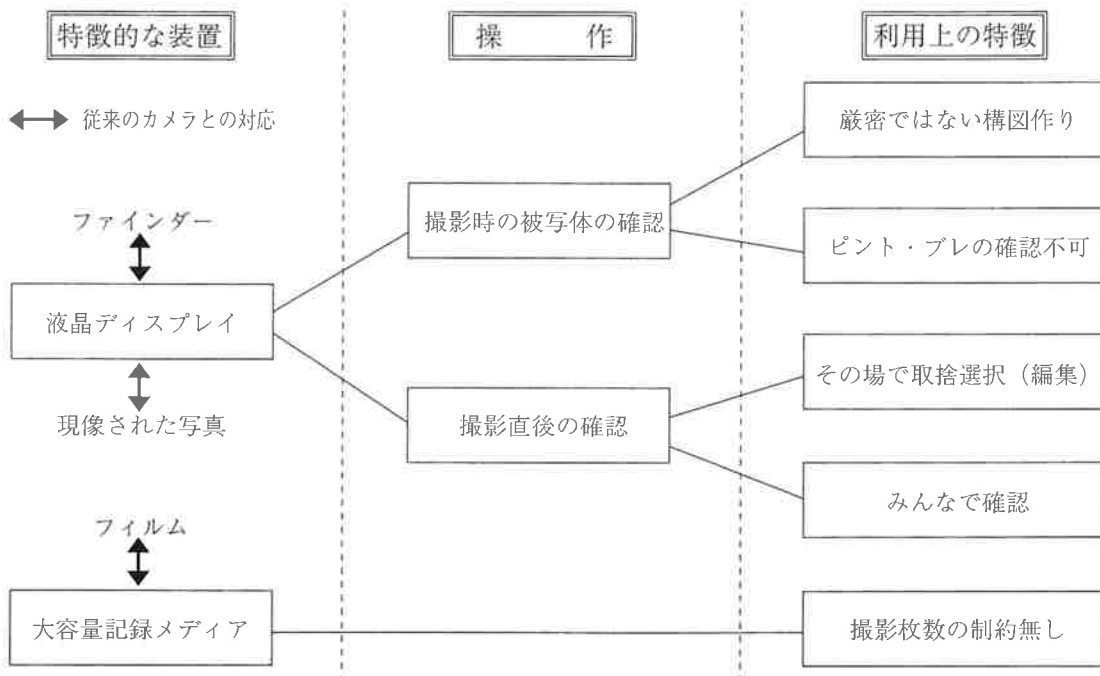 特徴的な装置
操　　作
利用上の特徴
従来のカメラとの対応
厳密ではない構図作り
撮影時の被写体の確認
ファインダー
ピント・ブレの確認不可
液晶ディスプレイ
その場で取捨選択（編集）
現像された写真
撮影直後の確認
みんなで確認
フィルム
大容量記録メディア
撮影枚数の制約無し